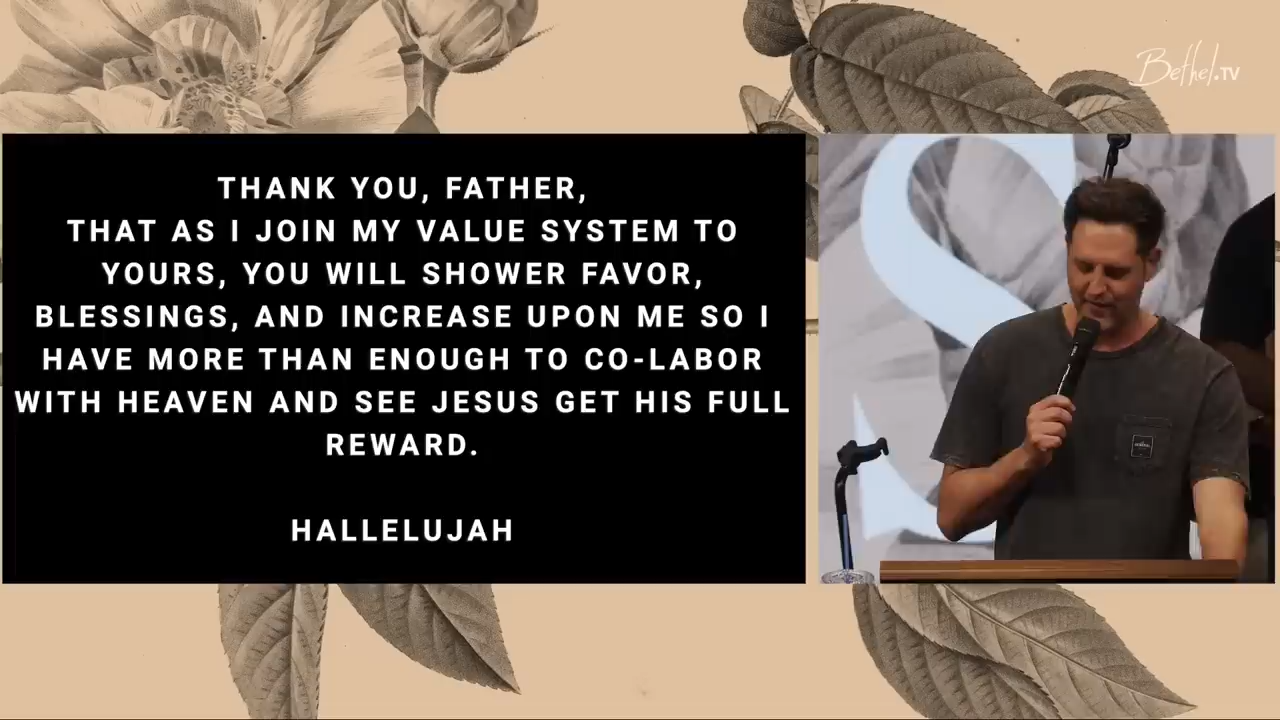 Bethel.TV
THANK YOU, FATHER,
THAT AS I JOIN MY VALUE SYSTEM TO
YOURS, YOU WILL SHOWER FAVOR,
BLESSINGS, AND INCREASE UPON ME SO I
HAVE MORE THAN ENOUGH TO CO-LABOR
WITH HEAVEN AND SEE JESUS GET HIS FULL
REWARD.
HALLELUJAH